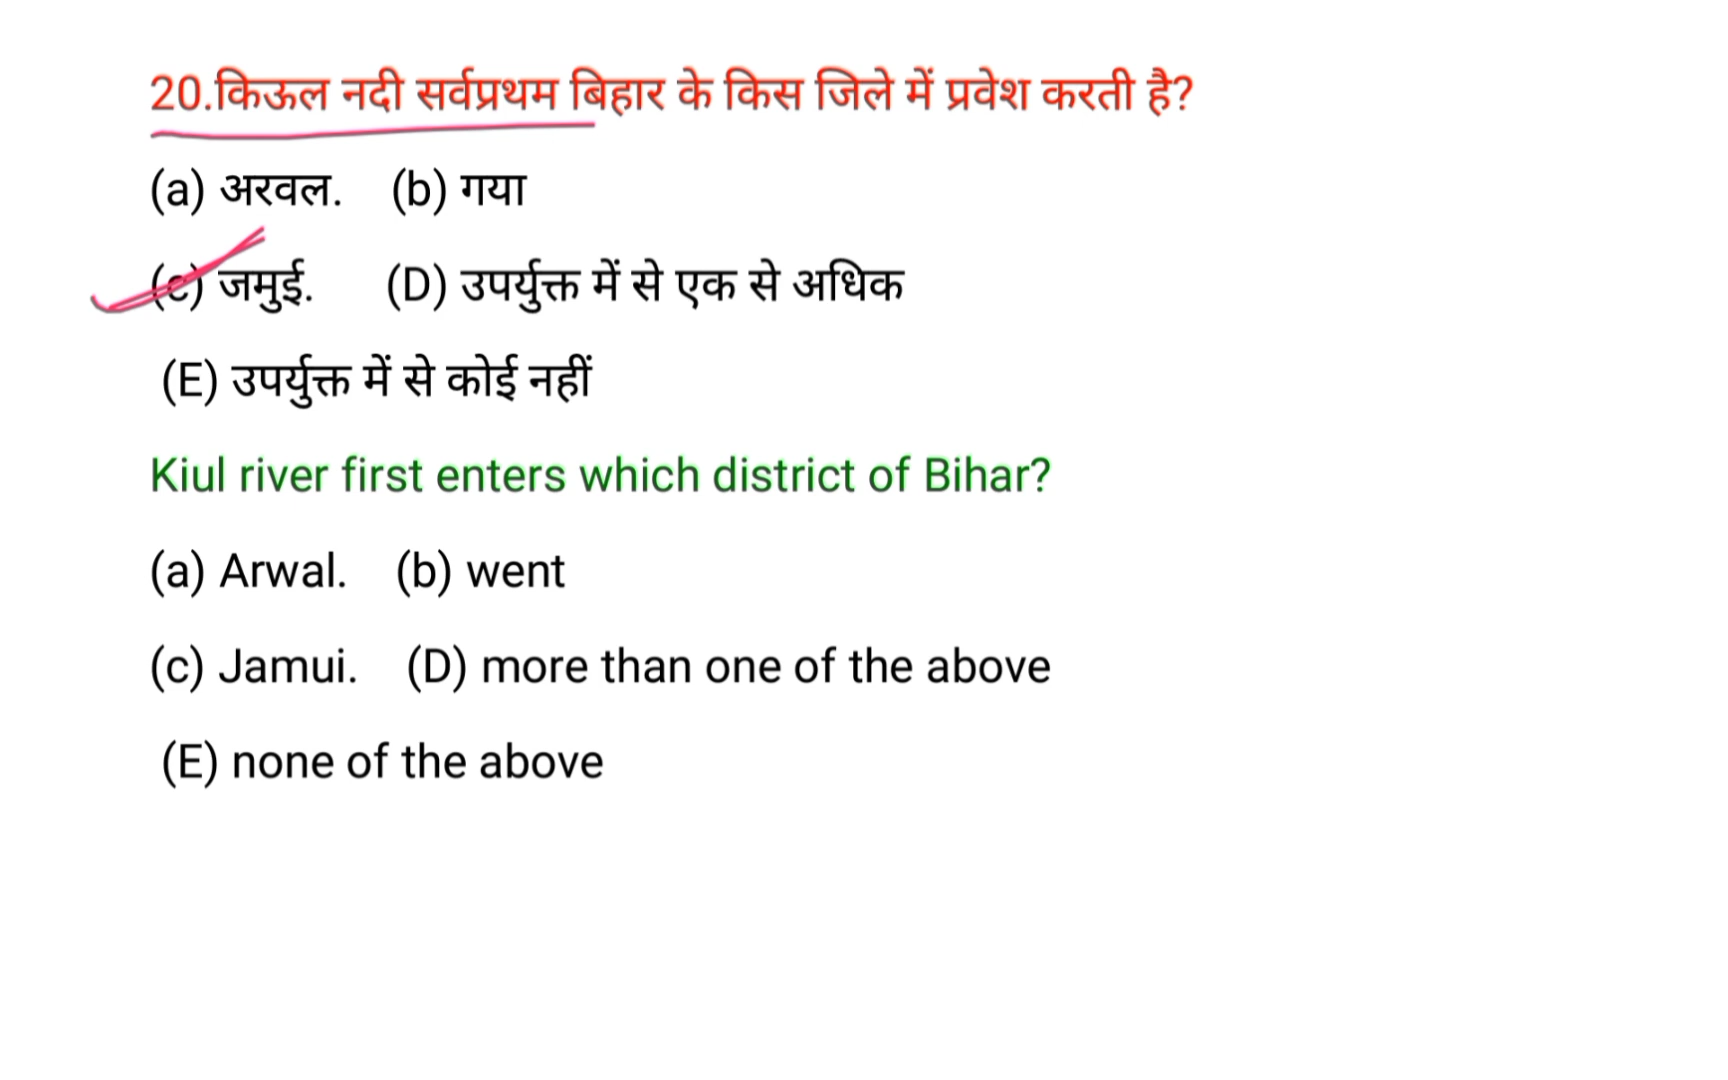 20.किऊल नदी सर्वप्रथम बिहार के किस जिले में प्रवेश करती है?
(a) अरवल. (b) गया
(c) जमुई. (D) उपर्युक्त में से एक से अधिक
(E) उपर्युक्त में से कोई नहीं
Kiul river first enters which district of Bihar?
(a) Arwal. (b) went
(c) Jamui. (D) more than one of the above
(E) none of the above